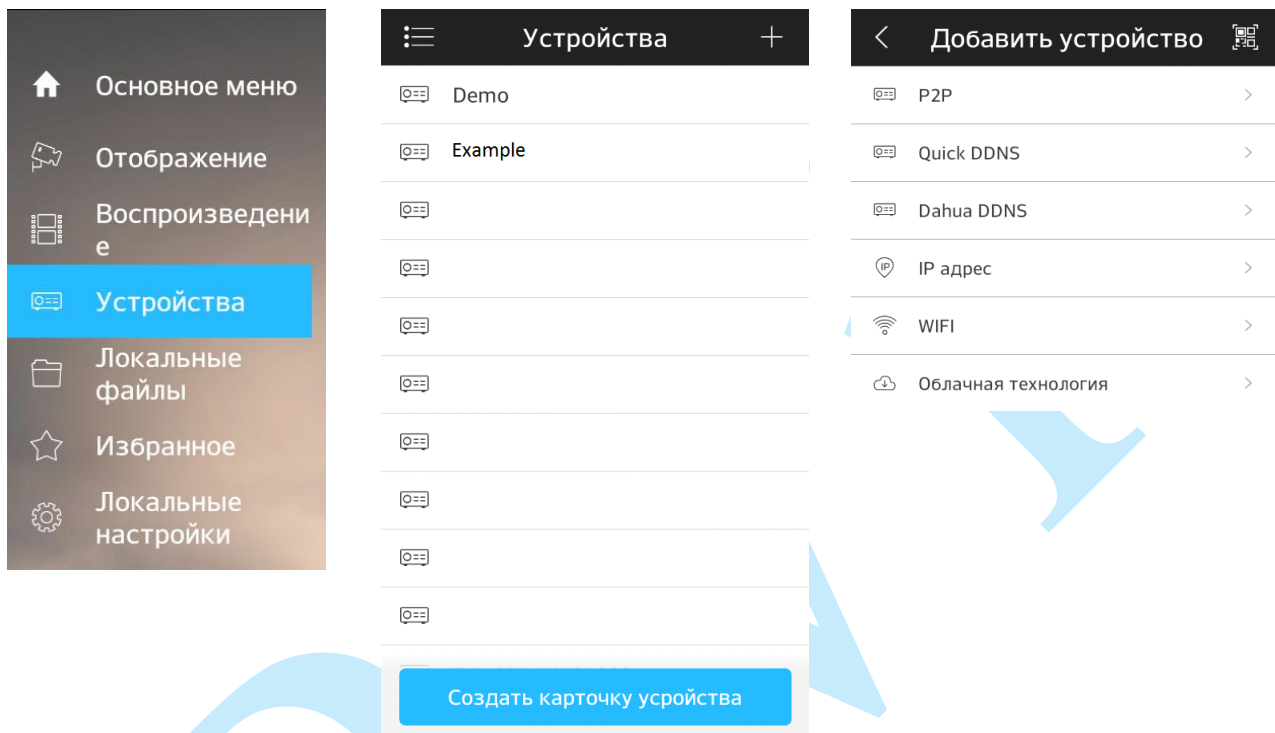 Основное меню
Отображение
Воспроизведени
е
Устройства
Локальные
файлы
Избранное
Локальные
настройки
Устройства
Demo
Example
Создать карточку усройства
Добавить устройство
P2P
Quick DDNS
Dahua DDNS
IP адрес
WIFI
Облачная технология